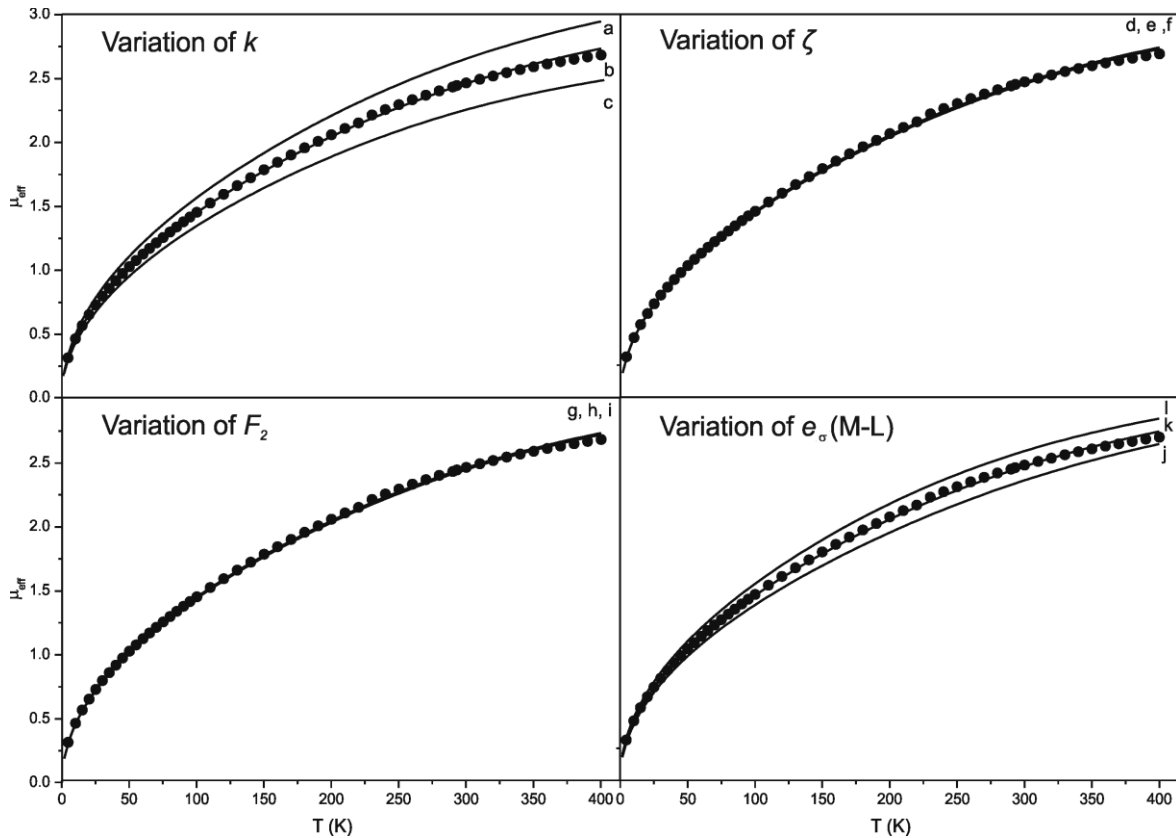 Variation of k
a
b
c
3.0
2.5
2.0
1.5
1.0
0.5
0.0
μeff
Variation of ζ
d, e ,f
Variation of F2
g, h, i
2.5
2.0
1.5
1.0
0.5
0.0
μeff
0 50 100 150 200 250 300 350 400
T (K)
Variation of eσ(M-L)
l
k
j
0 50 100 150 200 250 300 350 400
T (K)